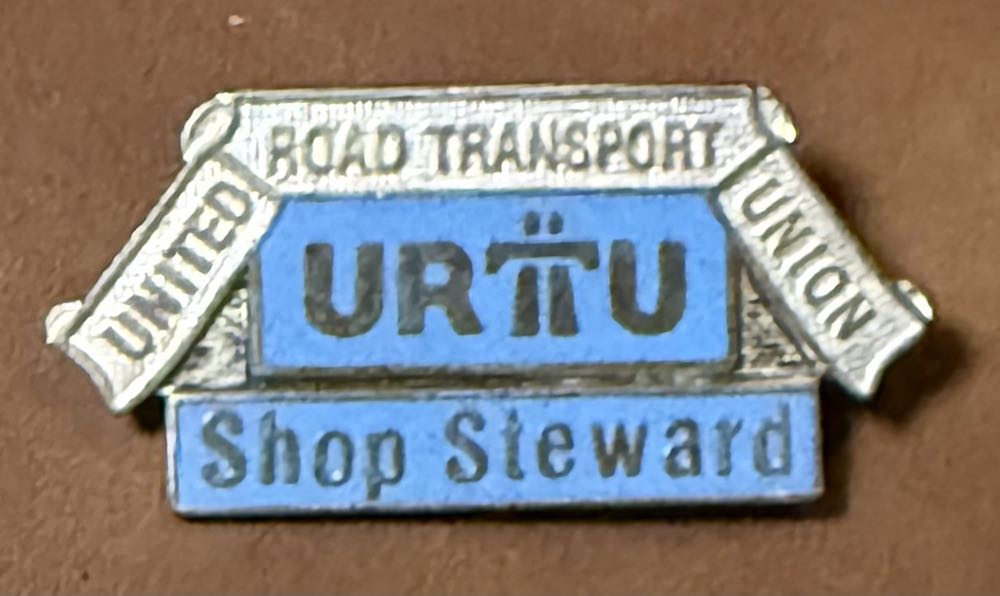 UNITED ROAD TRANSPORT UNION
URTU
Shop Steward